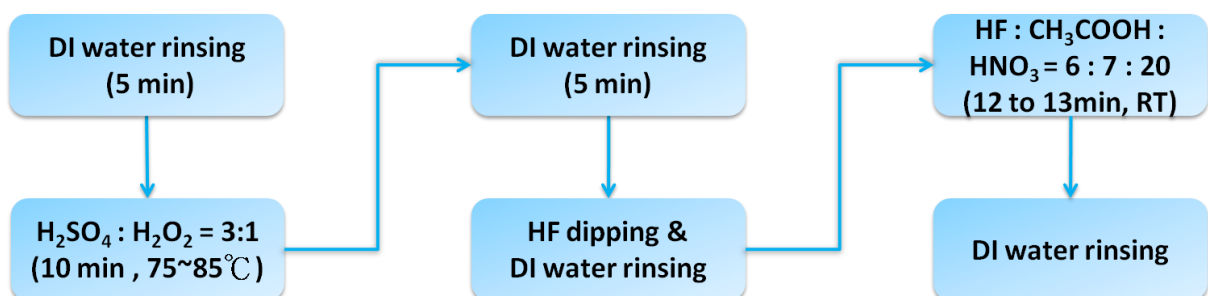 DI water rinsing
(5 min)
H₂SO₄ : H₂O₂ = 3:1
(10 min , 75~85℃)
DI water rinsing
(5 min)
HF dipping &
DI water rinsing
HF : CH₃COOH :
HNO₃ = 6 : 7 : 20
(12 to 13min, RT)
DI water rinsing